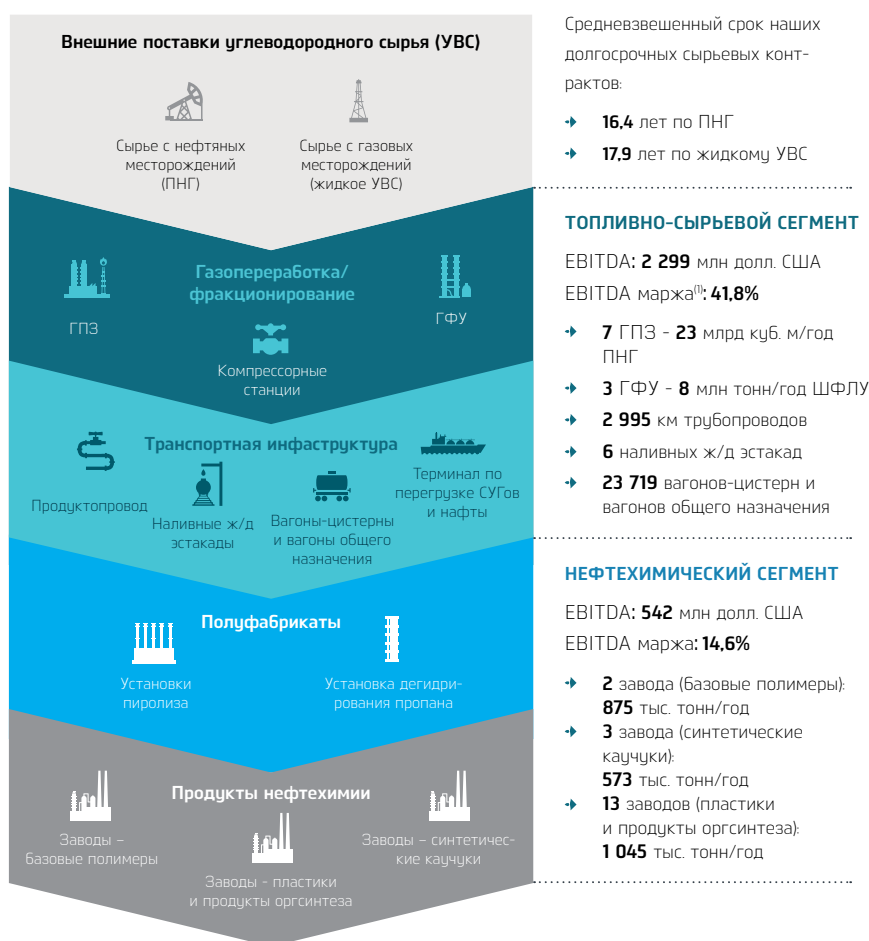 Внешние поставки углеводородного сырья (УВС)
Сырье с нефтяных
месторождений
(ПНГ)
Сырье с газовых
месторождений
(жидкое УВС)
Газопереработка/
фракционирование
ГПЗ
ГФУ
Компрессорные
станции
Транспортная инфаструктура
Продуктопровод
Наливные ж/д
эстакады
Вагоны-цистерны
и вагоны общего
назначения
Терминал по
перегрузке СУГов
и нафты
Полуфабрикаты
Установки
пиролиза
Установка дегидри-
рования пропана
Продукты нефтехимии
Заводы –
базовые полимеры
Заводы - пластики
и продукты оргсинтеза
Заводы – синтетичес-
кие каучуки
Средневзвешенный срок наших
долгосрочных сырьевых конт-
рактов:
16,4 лет по ПНГ
17,9 лет по жидкому УВС
ТОПЛИВНО-СЫРЬЕВОЙ СЕГМЕНТ
EBITDA: 2 299 млн долл. США
EBITDA маржа(1): 41,8%
7 ГПЗ - 23 млрд куб. м/год
ПНГ
3 ГФУ - 8 млн тонн/год ШФЛУ
2 995 км трубопроводов
6 наливных ж/д эстакад
23 719 вагонов-цистерн и
вагонов общего назначения
НЕФТЕХИМИЧЕСКИЙ СЕГМЕНТ
EBITDA: 542 млн долл. США
EBITDA маржа: 14,6%
2 завода (базовые полимеры):
875 тыс. тонн/год
3 завода (синтетические
каучуки):
573 тыс. тонн/год
13 заводов (пластики
и продукты оргсинтеза):
1 045 тыс. тонн/год